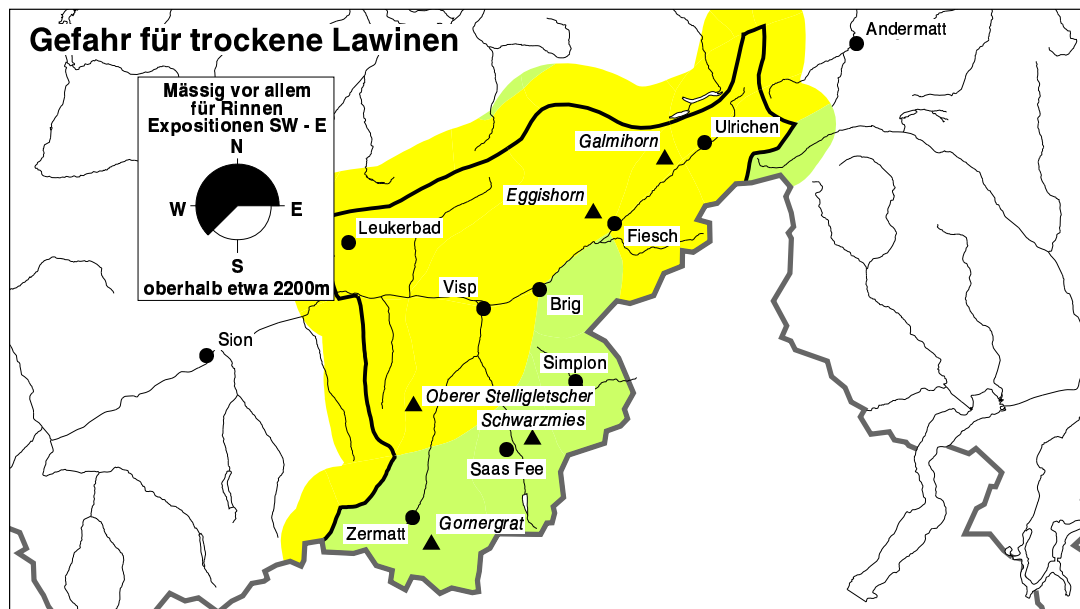 Gefahr für trockene Lawinen
Mässig vor allem
für Rinnen
Expositionen SW - E
N
W
E
S
oberhalb etwa 2200m
Andermatt
Ulrichen
Galmihorn
Eggishorn
Fiesch
Leukerbad
Visp
Brig
Sion
Simplon
Oberer Stelligletscher
Schwarzmies
Saas Fee
Zermatt
Gornergrat